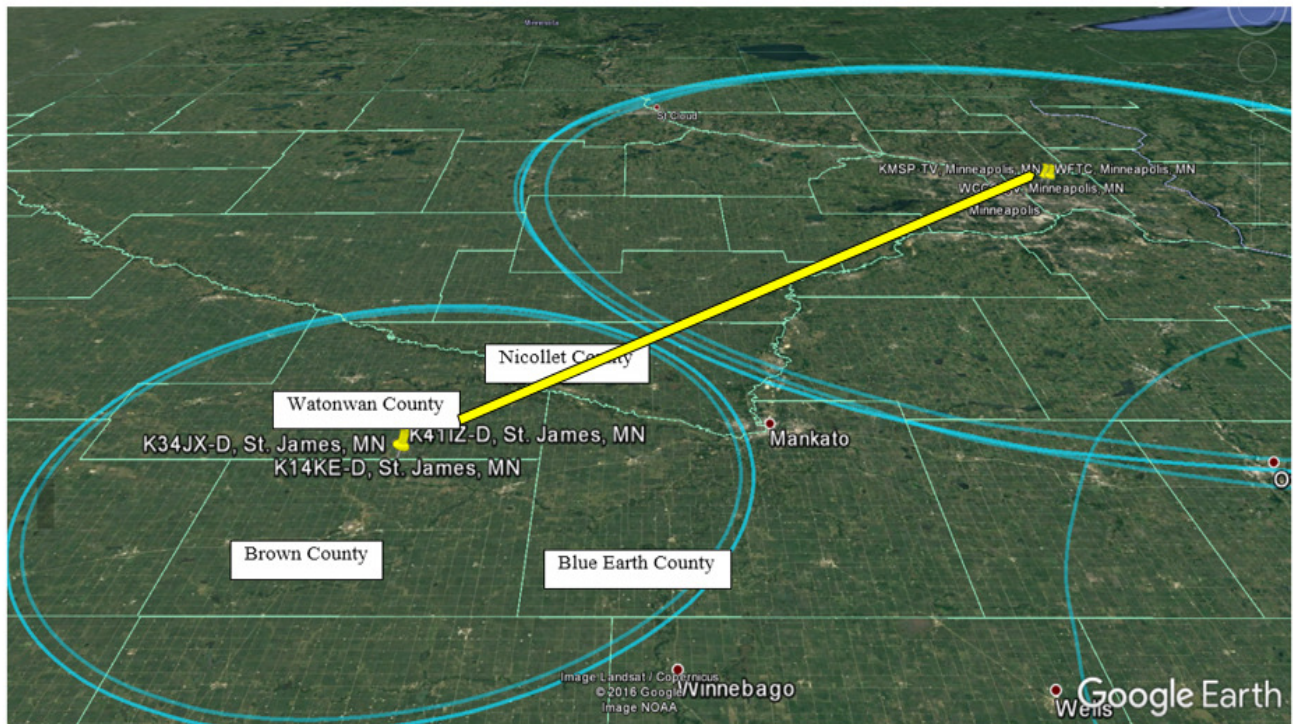 Minnesota
St Cloud
KMSP-TV, Minneapolis, MN
WFTC, Minneapolis, MN
Minneapolis, MN
Minneapolis
Nicollet County
Watonwan County
K34JX-D, St. James, MN
K41IZ-D, St. James, MN
Mankato
K14KE-D, St. James, MN
Brown County
Blue Earth County
Winnebago
Image Landsat / Copernicus
© 2016 Google
Image NOAA
Wells
Google Earth